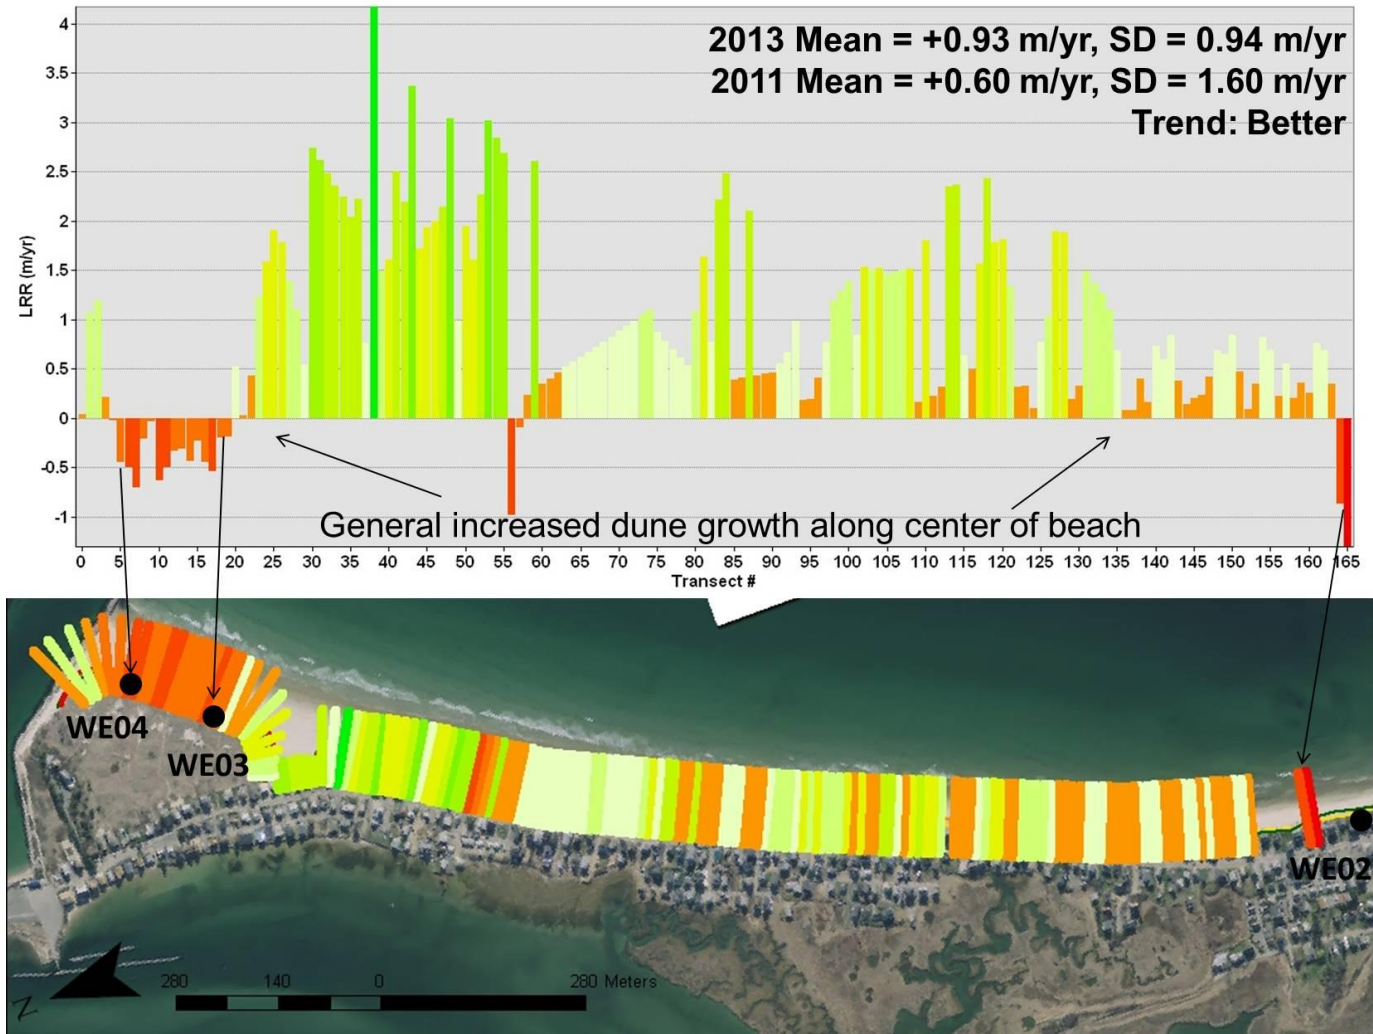 2013 Mean = +0.93 m/yr, SD = 0.94 m/yr
2011 Mean = +0.60 m/yr, SD = 1.60 m/yr
Trend: Better
LRR (m/yr)
4
3.5
3
2.5
2
1.5
1
0.5
0
-0.5
-1
General increased dune growth along center of beach
0 5 10 15 20 25 30 35 40 45 50 55 60 65 70 75 80 85 90 95 100 105 110 115 120 125 130 135 140 145 150 155 160 165
Transect #
WE04
WE03
WE02
N
280 140 0 280 Meters